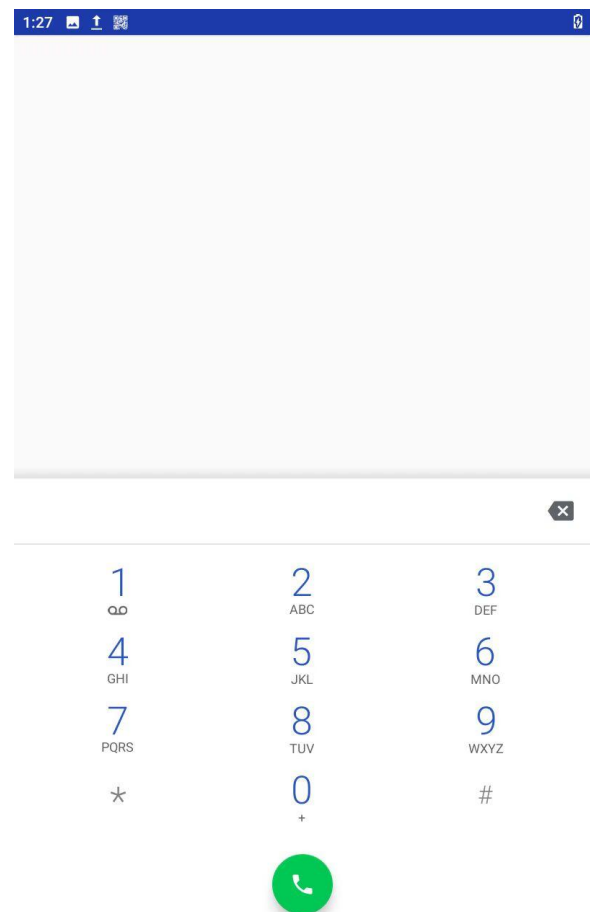 1:27
1 2 3
ABC DEF
4 5 6
GHI JKL MNO
7 8 9
PQRS TUV WXYZ
* 0 #
+